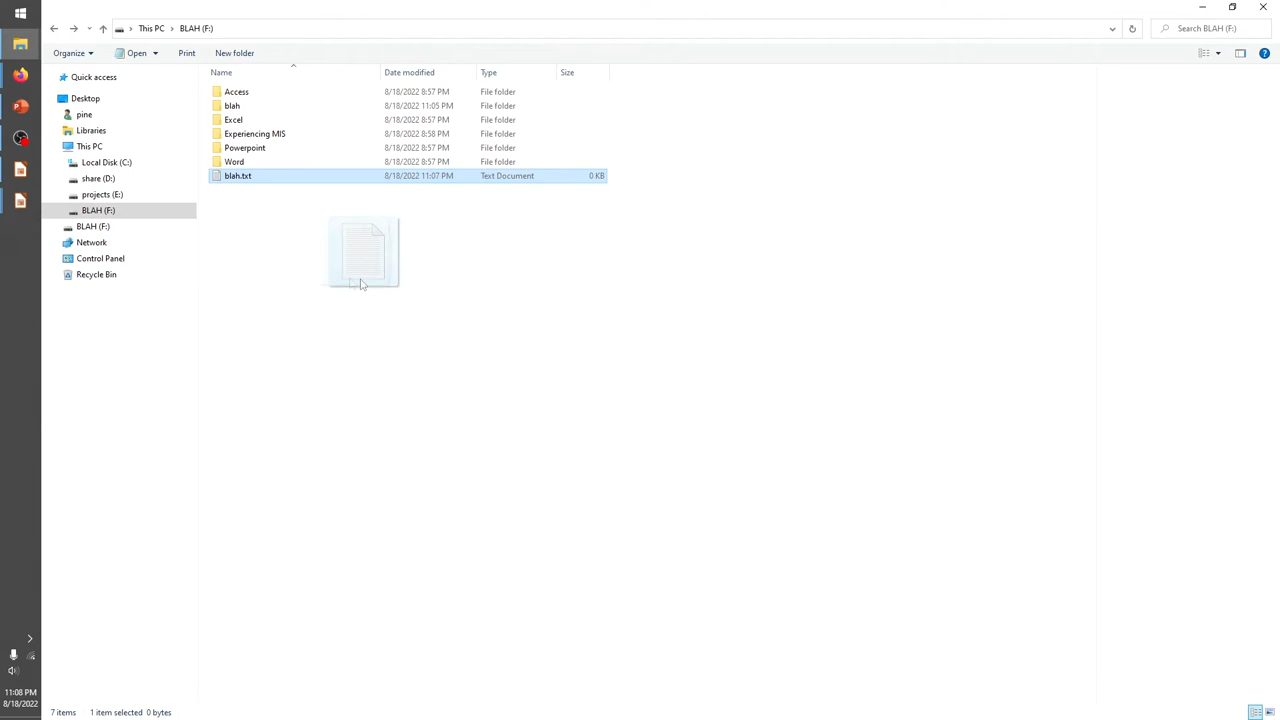 This PC
BLAH (F:)
Search BLAH (F:)
Organize
Open
Print
New folder
Name
Date modified
Type
Size
Quick access
Desktop
pine
Libraries
This PC
Local Disk (C:)
share (D:)
projects (E:)
BLAH (F:)
BLAH (F:)
Network
Control Panel
Recycle Bin
Access 8/18/2022 8:57 PM File folder
blah 8/18/2022 11:05 PM File folder
Excel 8/18/2022 8:57 PM File folder
Experiencing MIS 8/18/2022 8:58 PM File folder
Powerpoint 8/18/2022 8:57 PM File folder
Word 8/18/2022 8:57 PM File folder
blah.txt 8/18/2022 11:07 PM Text Document 0 KB
11:08 PM
8/18/2022
7 items
1 item selected 0 bytes